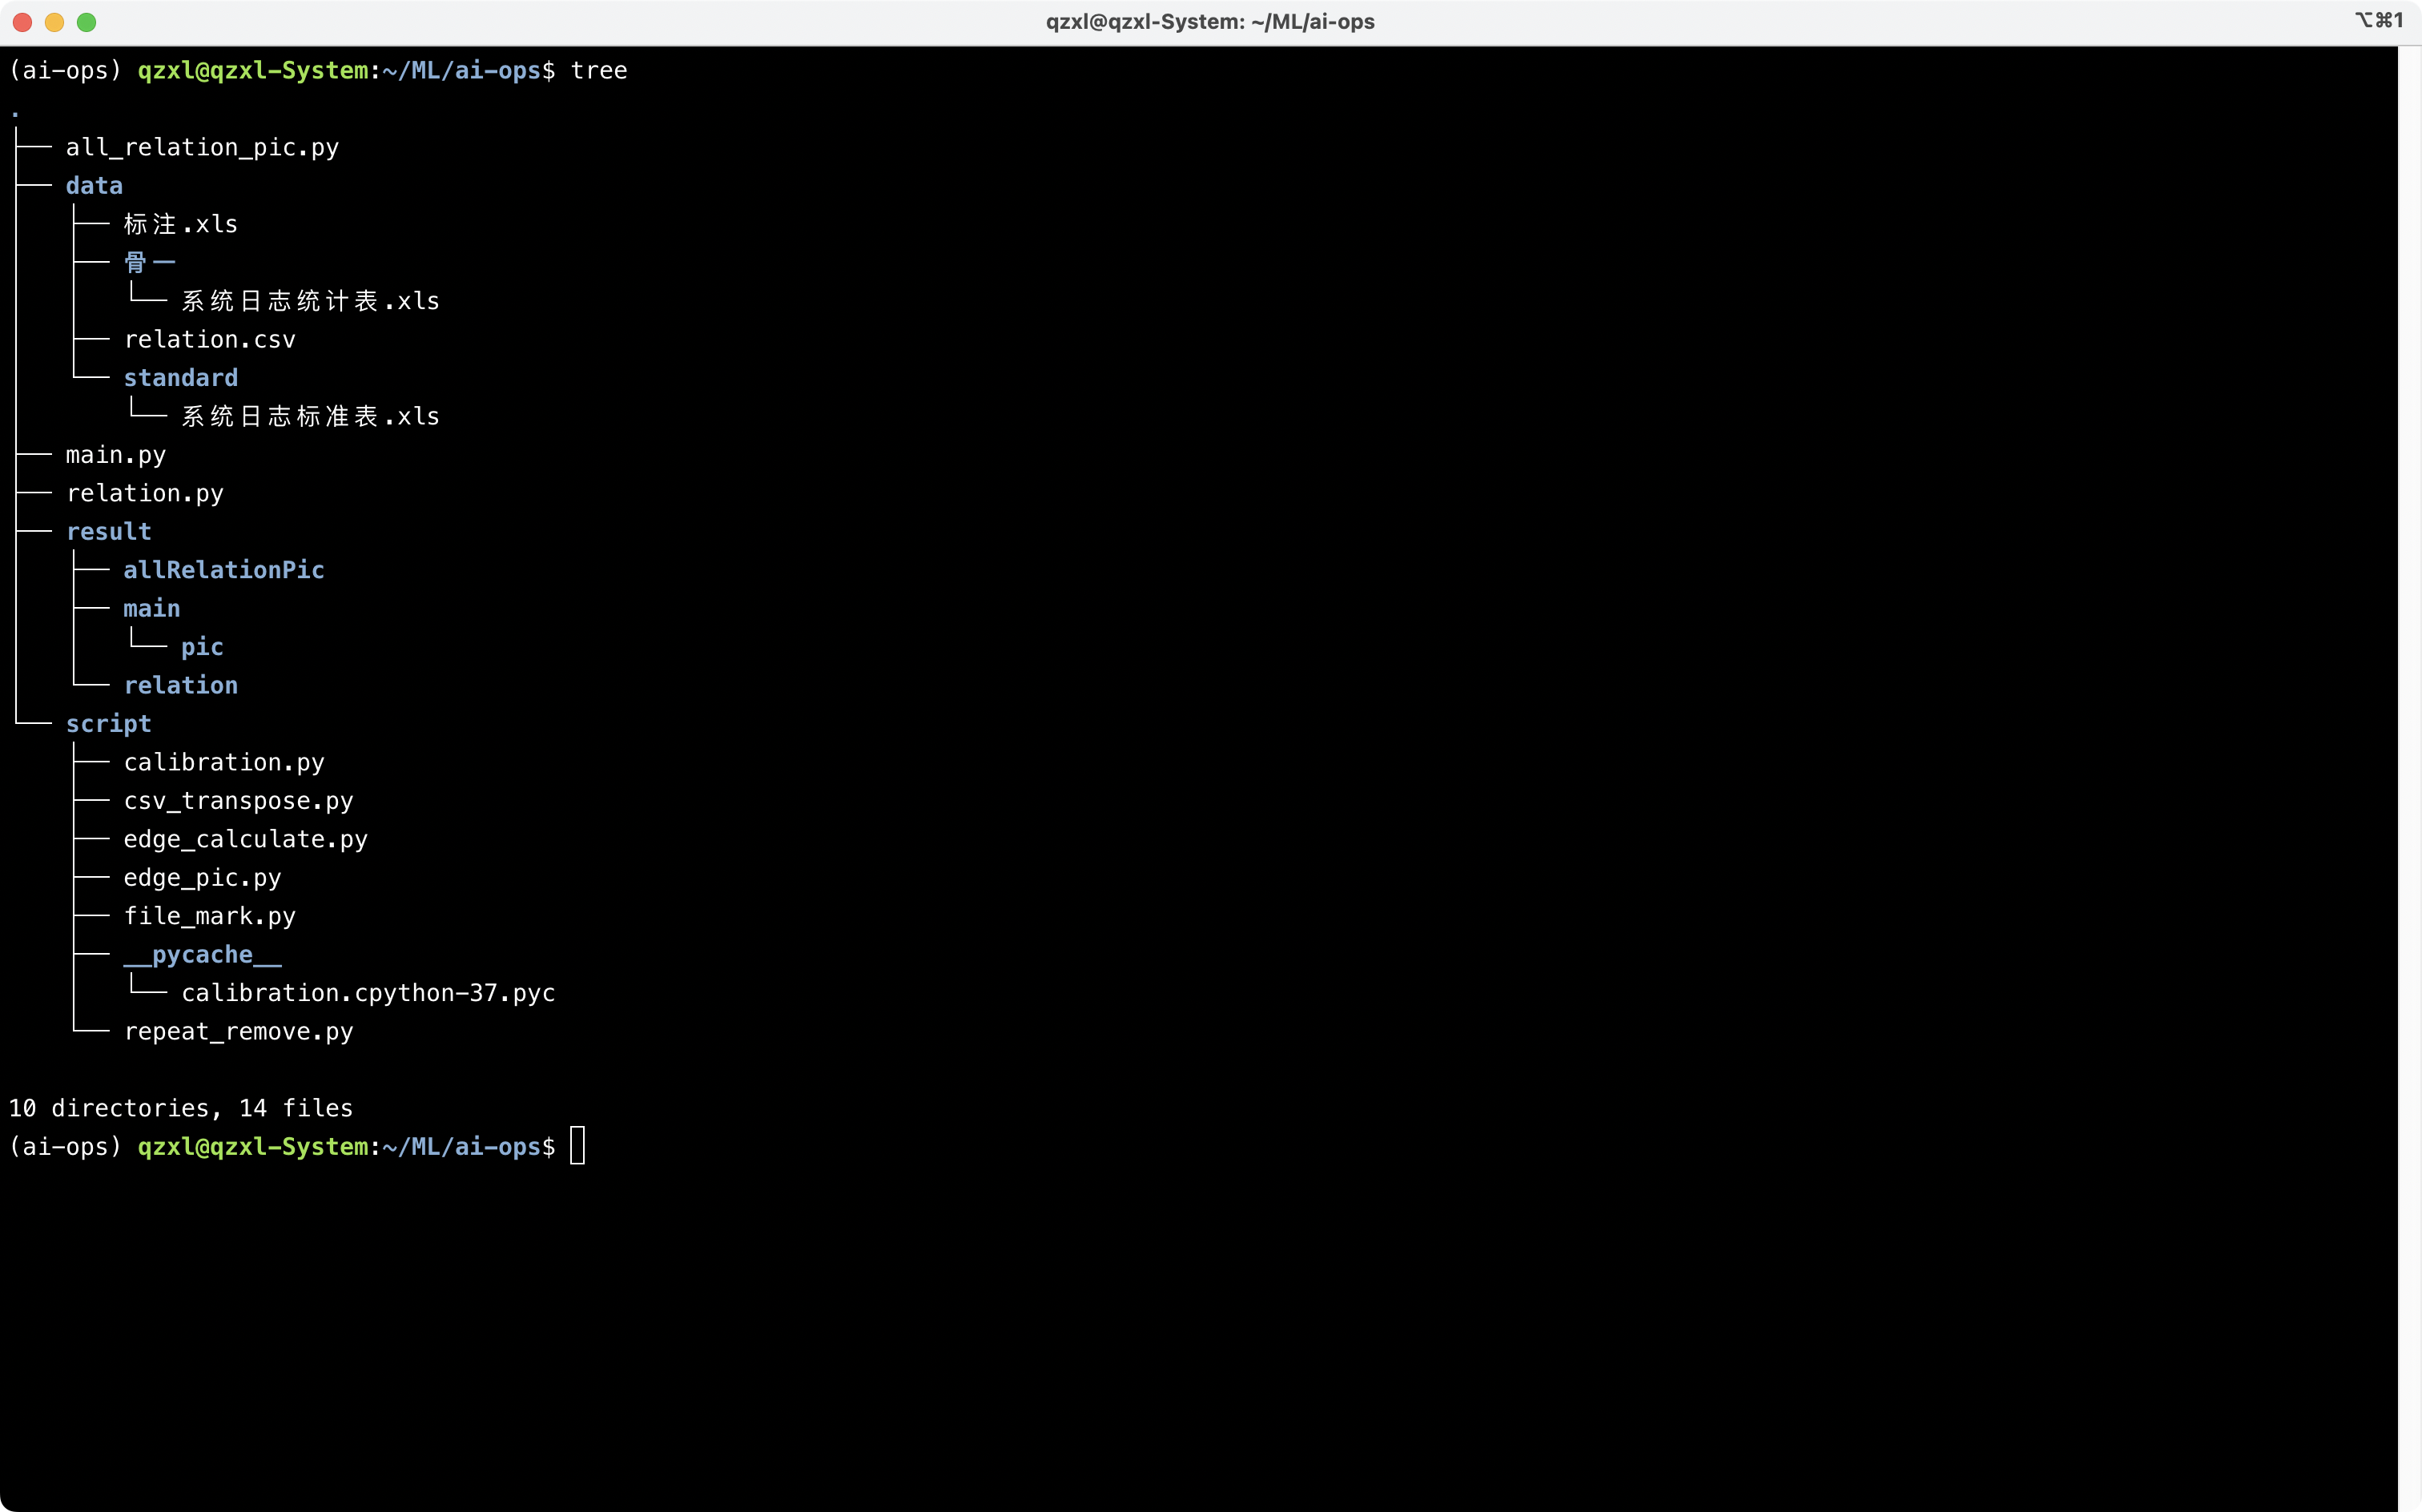 qzxl@qzxl-System: ~/ML/ai-ops
⌥⌘1
(ai-ops) qzxl@qzxl-System:~/ML/ai-ops$ tree
.
├── all_relation_pic.py
├── data
│   ├── 标注.xls
│   ├── 骨一
│   │   └── 系统日志统计表.xls
│   ├── relation.csv
│   └── standard
│       └── 系统日志标准表.xls
├── main.py
├── relation.py
├── result
│   ├── allRelationPic
│   ├── main
│   │   └── pic
│   └── relation
└── script
    ├── calibration.py
    ├── csv_transpose.py
    ├── edge_calculate.py
    ├── edge_pic.py
    ├── file_mark.py
    ├── __pycache__
    │   └── calibration.cpython-37.pyc
    └── repeat_remove.py
10 directories, 14 files
(ai-ops) qzxl@qzxl-System:~/ML/ai-ops$